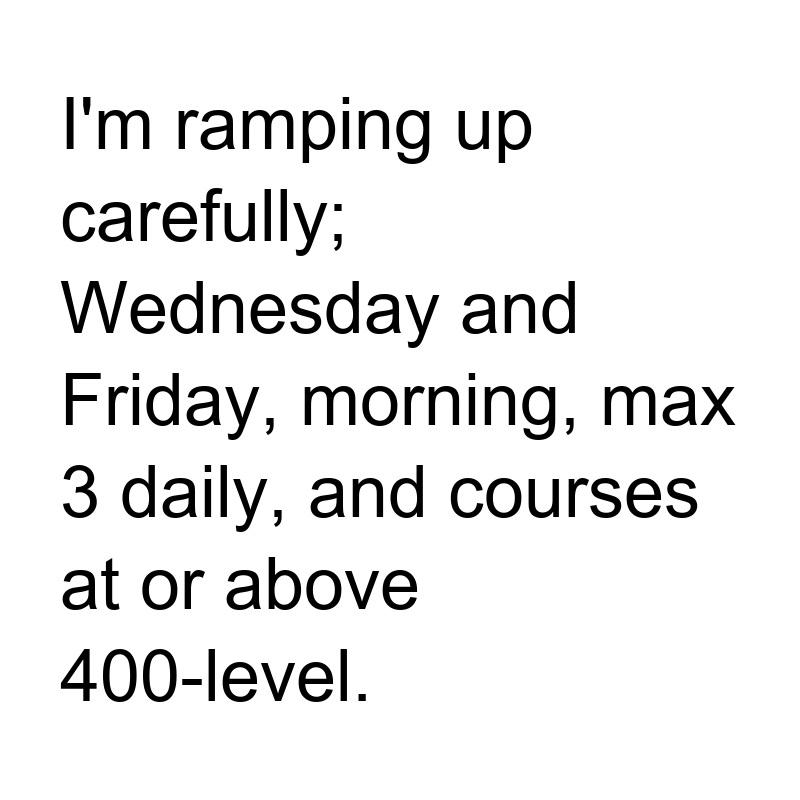 I'm ramping up
carefully;
Wednesday and
Friday, morning, max
3 daily, and courses
at or above
400-level.